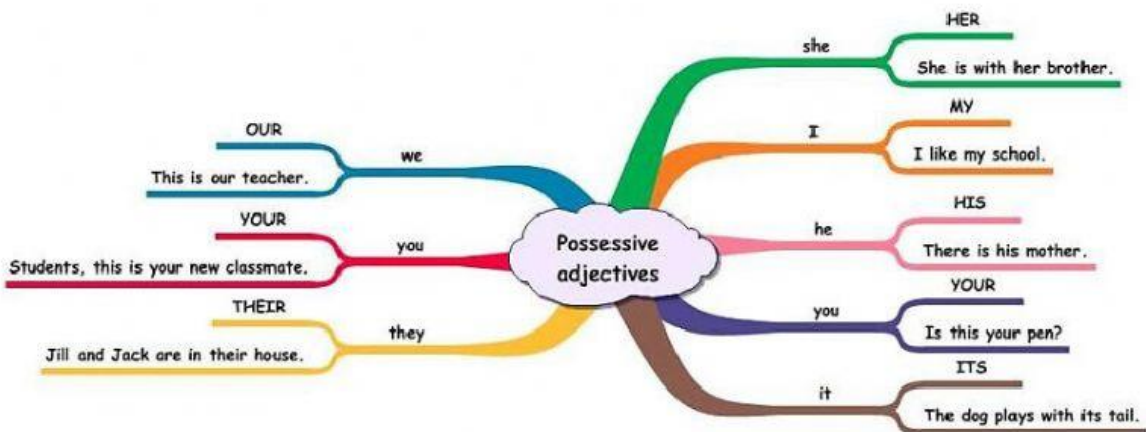 Possessive
adjectives
she
HER
She is with her brother.
I
MY
I like my school.
he
HIS
There is his mother.
you
YOUR
Is this your pen?
it
ITS
The dog plays with its tail.
we
OUR
This is our teacher.
you
YOUR
Students, this is your new classmate.
they
THEIR
Jill and Jack are in their house.